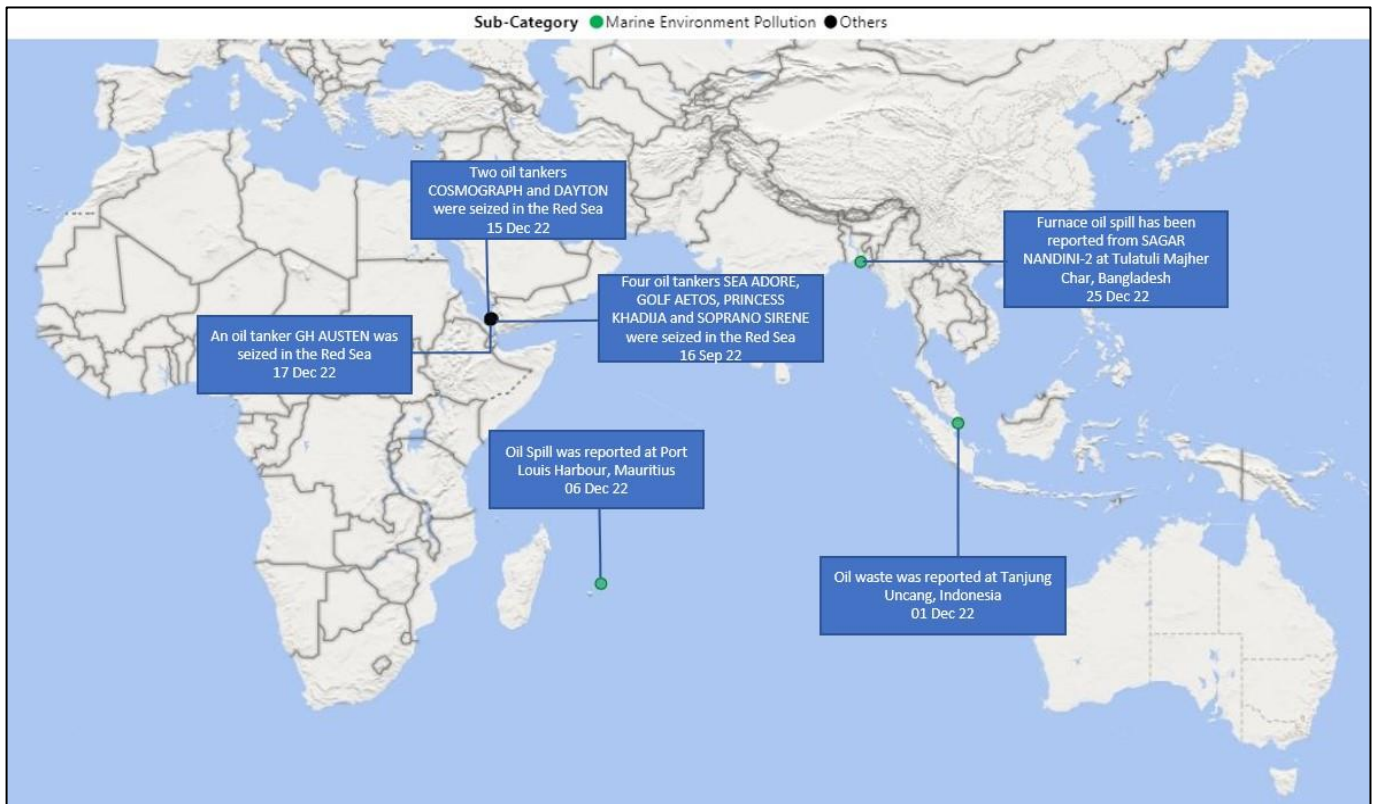 Sub-Category Marine Environment Pollution Others
Two oil tankers
COSMOGRAPH and DAYTON
were seized in the Red Sea
15 Dec 22
Furnace oil spill has been
reported from SAGAR
NANDINI-2 at Tulatuli Majher
Char, Bangladesh
25 Dec 22
Four oil tankers SEA ADORE,
GOLF AETOS, PRINCESS
KHADIJA and SOPRANO SIRENE
were seized in the Red Sea
16 Sep 22
An oil tanker GH AUSTEN was
seized in the Red Sea
17 Dec 22
Oil Spill was reported at Port
Louis Harbour, Mauritius
06 Dec 22
Oil waste was reported at Tanjung
Uncang, Indonesia
01 Dec 22